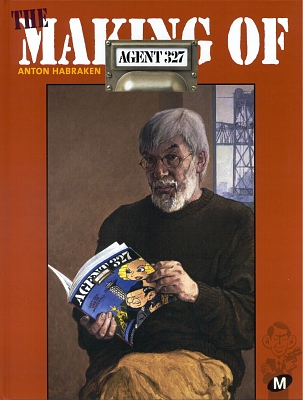 THE
MAKING OF
ANTON HABRAKEN
AGENT 327
AGENT 327
M